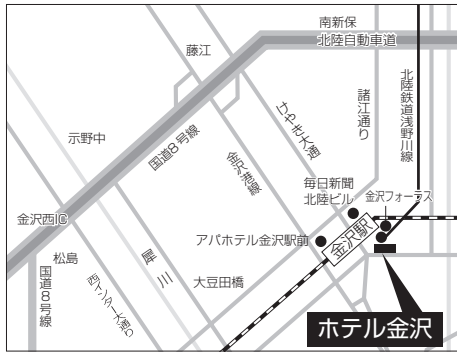 南新保
北陸自動車道
藤江
けやき大通
諸江通り
北陸鉄道浅野川線
示野中
国道8号線
金沢港線
毎日新聞
北陸ビル
金沢フォーラス
金沢西IC
アパホテル金沢駅前
金沢駅
松島
国道8号線
西インター大通り
犀川
大豆田橋
ホテル金沢